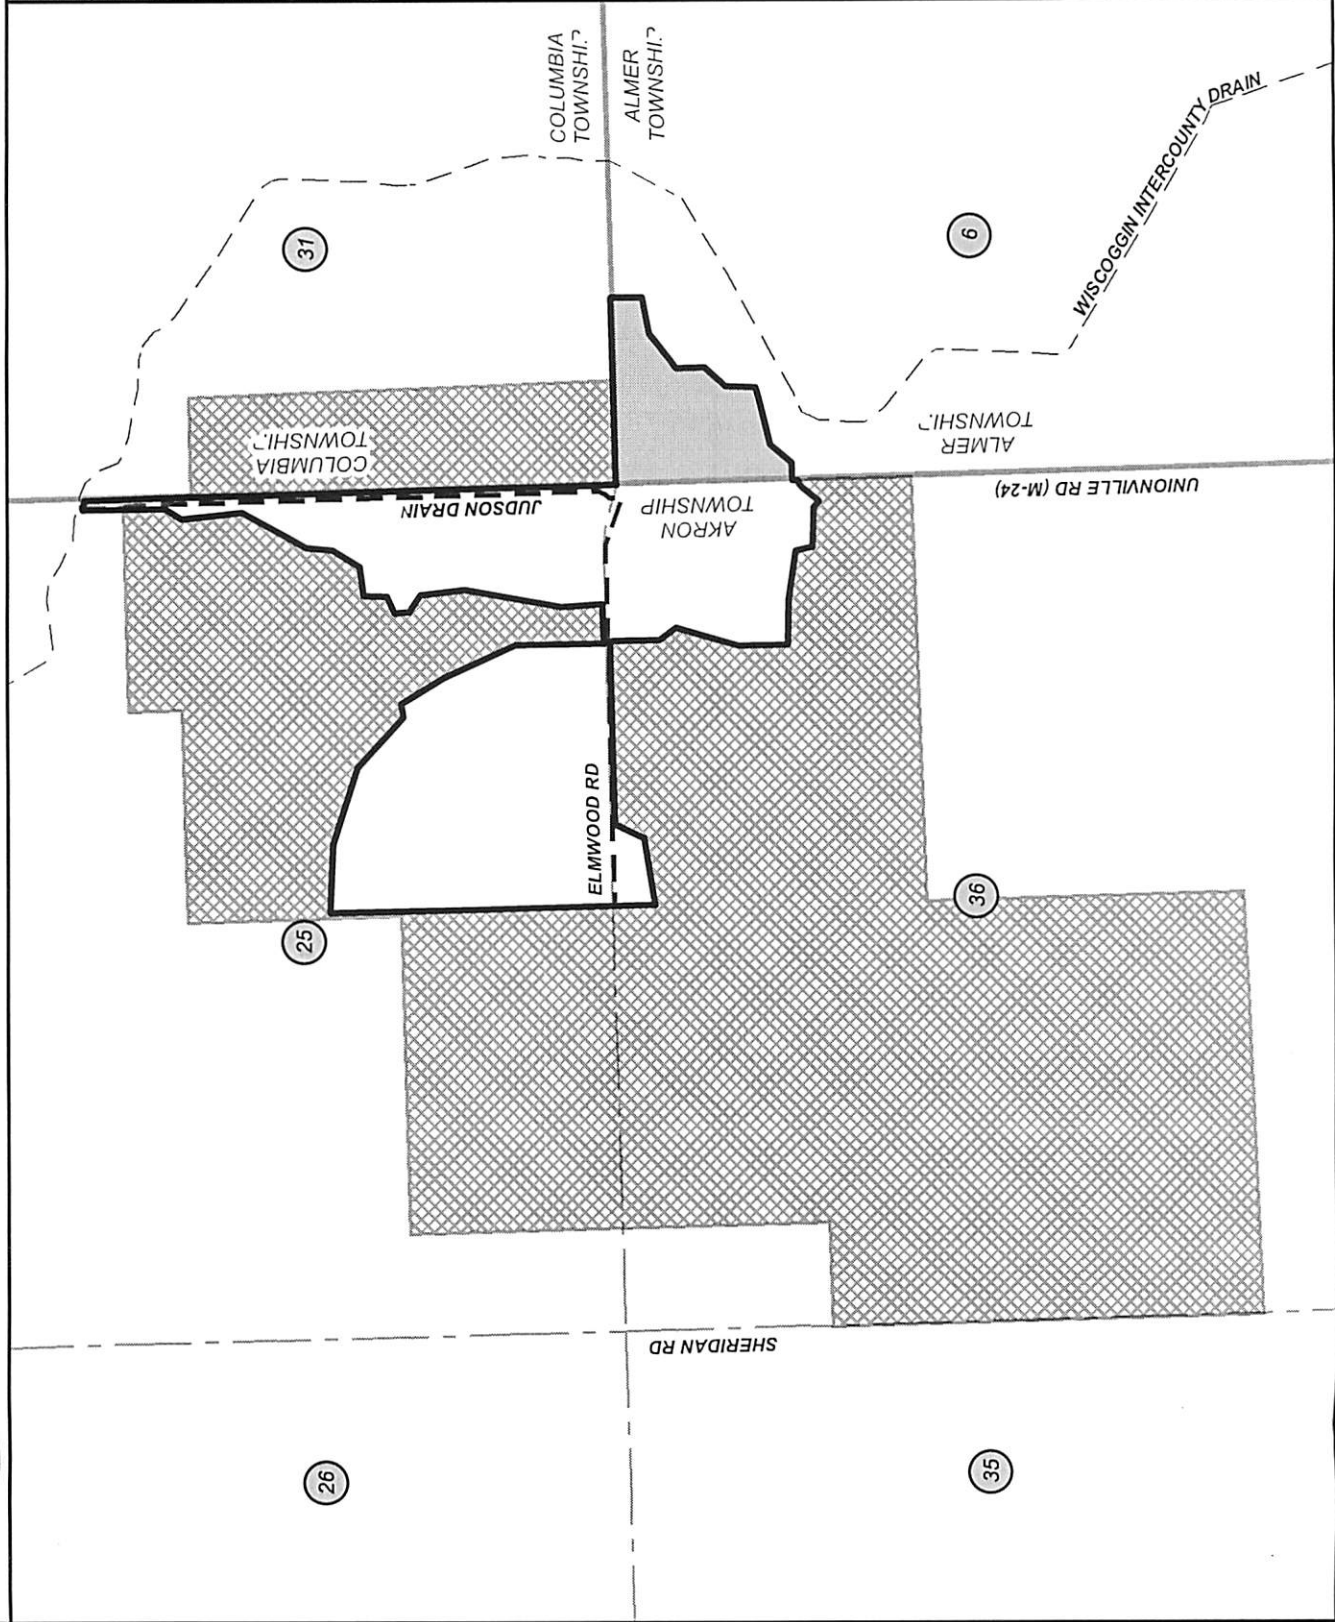 COLUMBIA
TOWNSHI.?
ALMER
TOWNSHI.?
WISCOGGIN INTERCOUNTY DRAIN
31
6
COLUMBIA
TOWNSHI.
ALMER
TOWNSHI.
UNIONVILLE RD (M-24)
JUDSON DRAIN
AKRON
TOWNSHIP
ELMWOOD RD
25
36
SHERIDAN RD
26
35